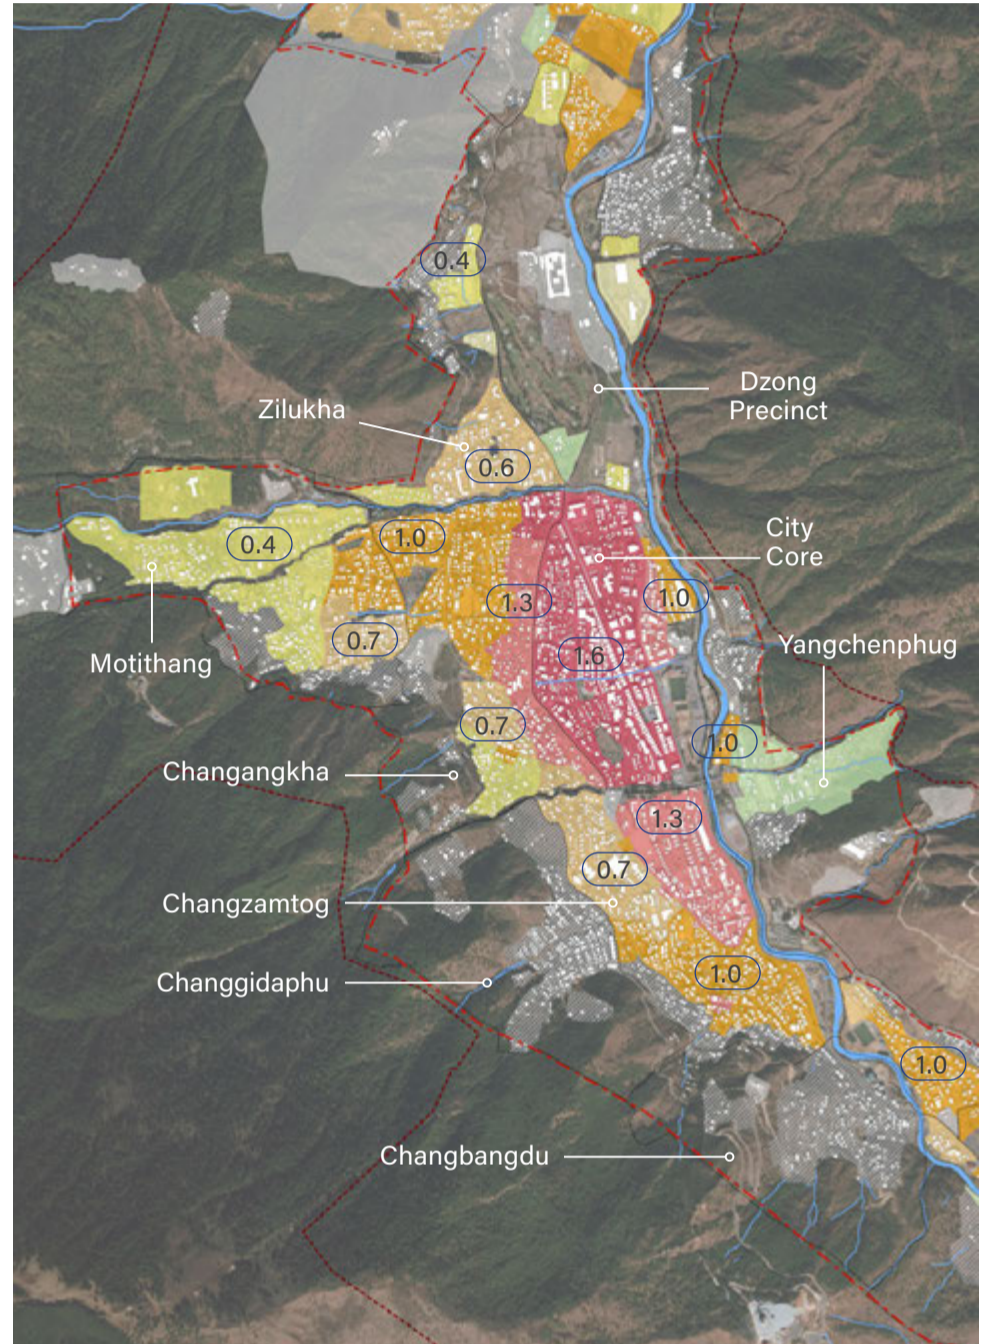 0.4
Dzong
Precinct
Zilukha
0.6
City
Core
0.4
1.0
1.3
1.0
Yangchenphug
0.7
1.6
Motithang
0.7
1.0
Changangkha
1.3
0.7
Changzamtog
1.0
Changgidaphu
1.0
Changbangdu